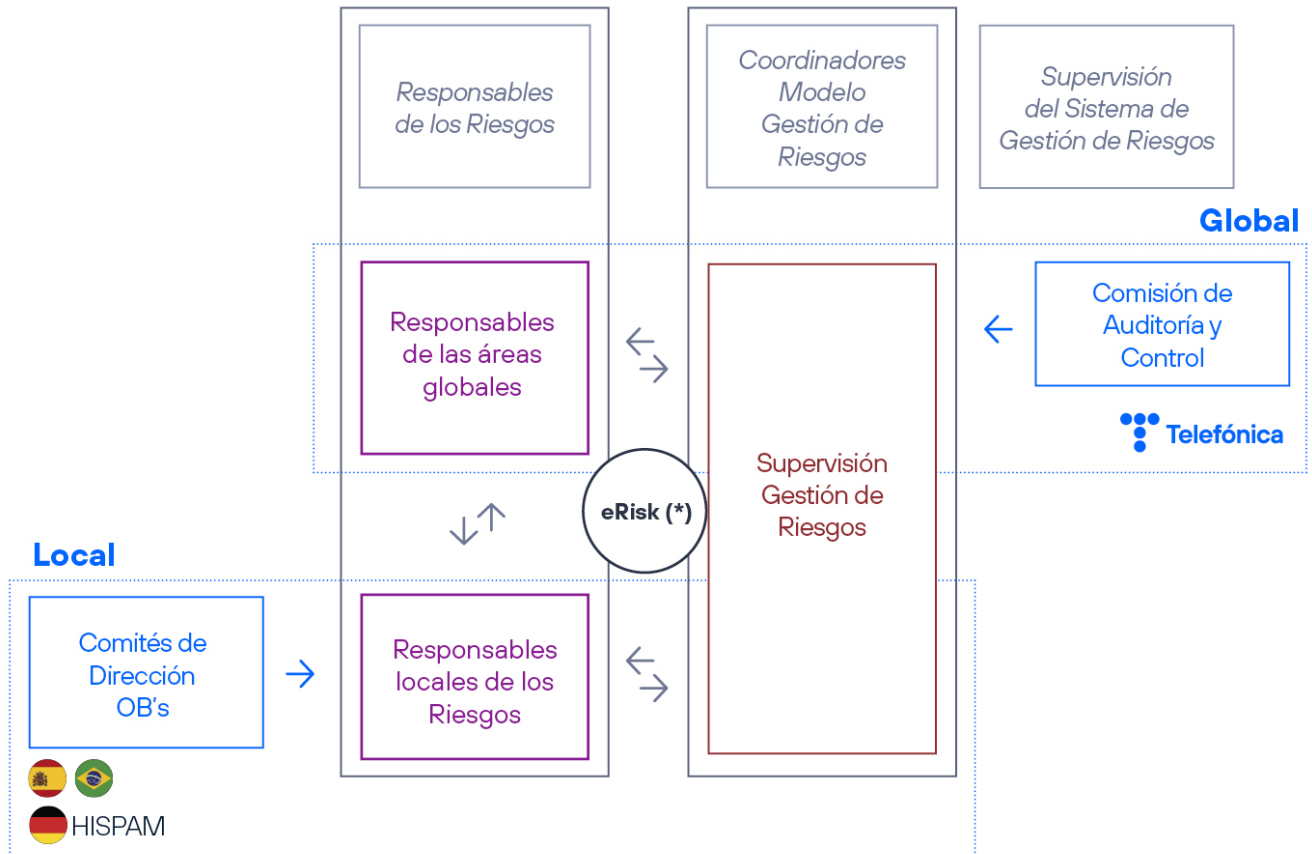 Responsables
de los Riesgos
Coordinadores
Modelo
Gestión de
Riesgos
Supervisión
del Sistema de
Gestión de Riesgos
Global
Responsables
de las áreas
globales
Comisión de
Auditoría y
Control
Telefónica
Supervisión
Gestión de
Riesgos
eRisk (*)
Local
Comités de
Dirección
OB's
Responsables
locales de los
Riesgos
HISPAM